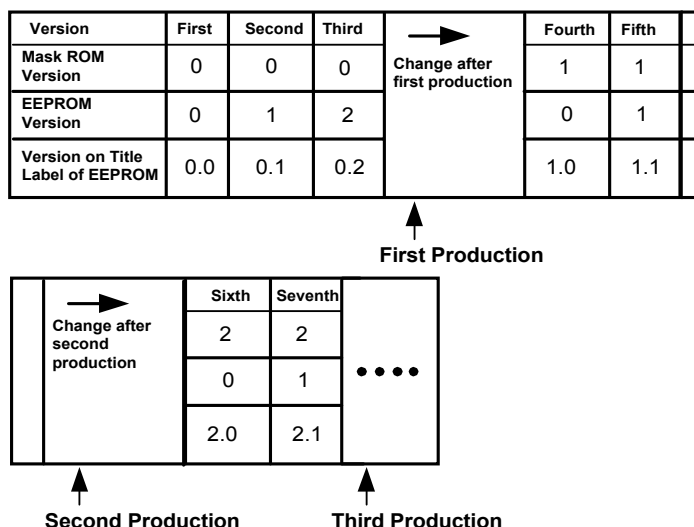 Version First Second Third Fourth Fifth
Mask ROM
Version 0 0 0 Change after
first production 1 1
EEPROM
Version 0 1 2 0 1
Version on Title
Label of EEPROM 0.0 0.1 0.2 1.0 1.1
First Production
Change after
second
production
Sixth Seventh
2 2
0 1
2.0 2.1
Second Production Third Production